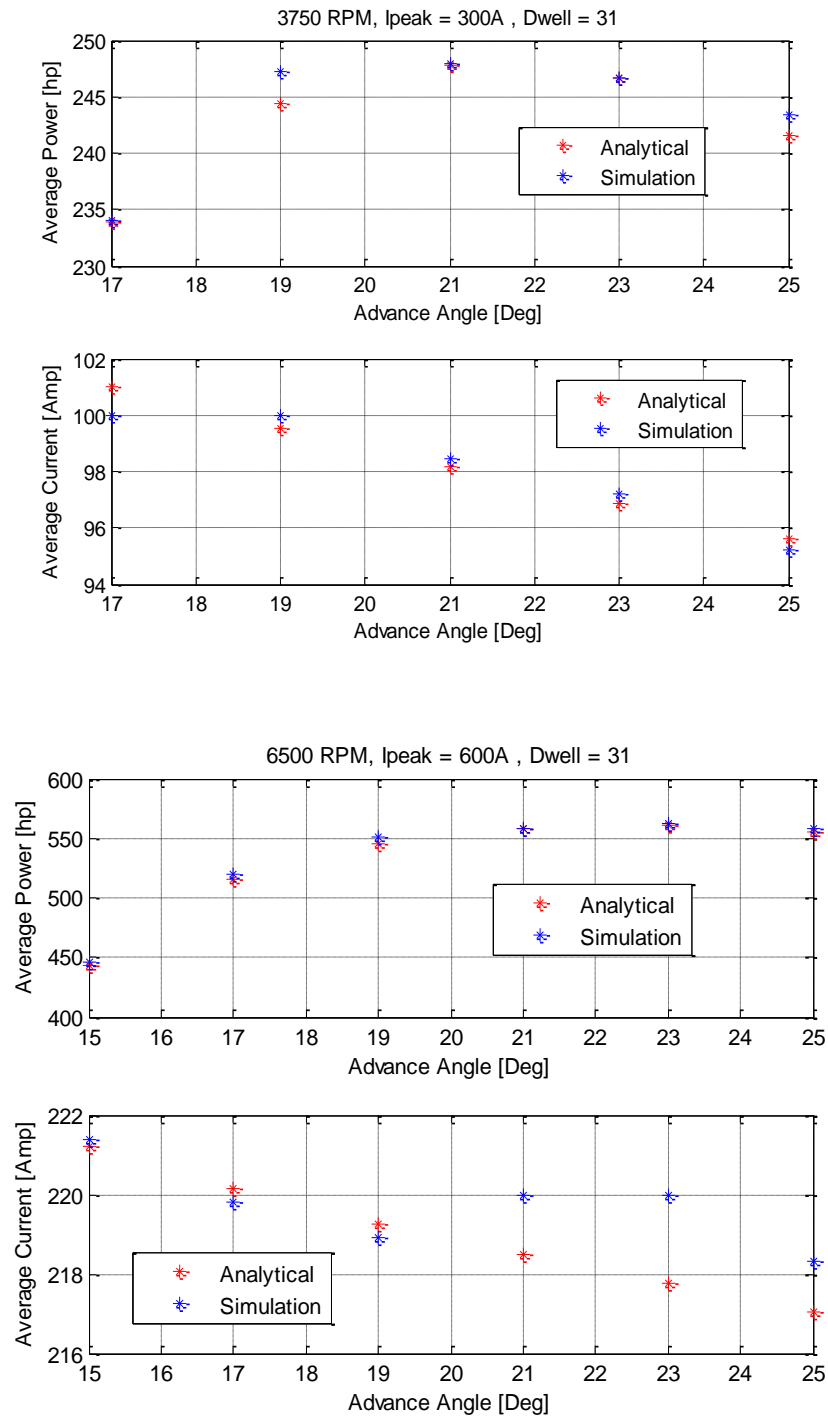 3750 RPM, Ipeak = 300A , Dwell = 31
250
245
240
235
230
Average Power [hp]
Analytical
Simulation
17 18 19 20 21 22 23 24 25
Advance Angle [Deg]
102
100
98
96
94
Average Current [Amp]
Analytical
Simulation
17 18 19 20 21 22 23 24 25
Advance Angle [Deg]
6500 RPM, Ipeak = 600A , Dwell = 31
600
550
500
450
400
Average Power [hp]
Analytical
Simulation
15 16 17 18 19 20 21 22 23 24 25
Advance Angle [Deg]
222
220
218
216
Average Current [Amp]
Analytical
Simulation
15 16 17 18 19 20 21 22 23 24 25
Advance Angle [Deg]